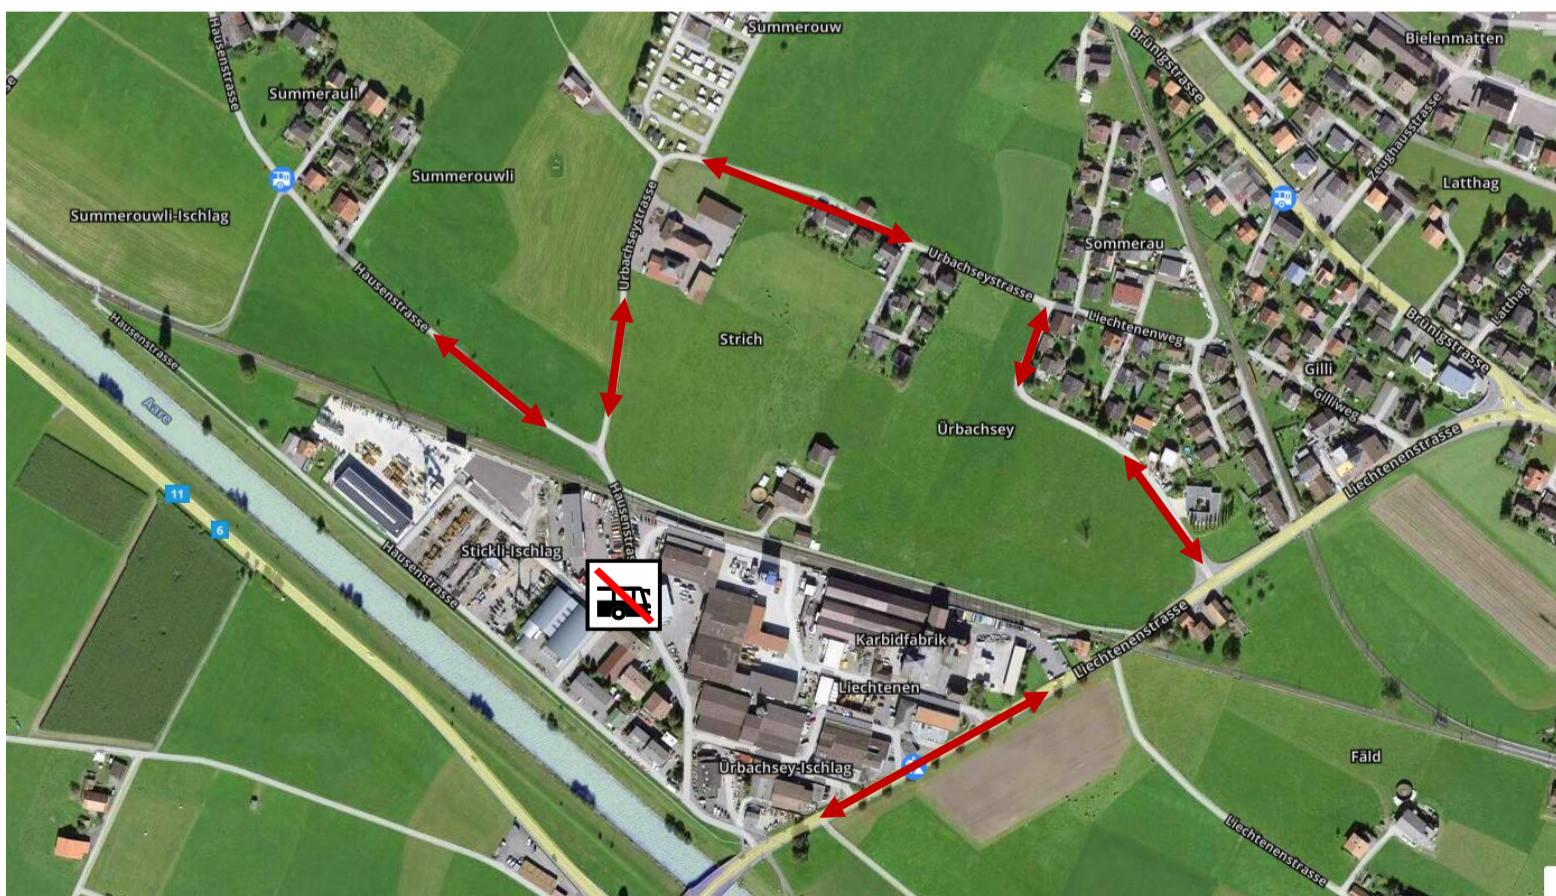 Summerouw
Bielenmatten
Hausenstrasse
Brünigstrasse
Summerauli
Zeughausstrasse
Summerouwli
Latthag
Summerouwli-Ischlag
Urbachseystrasse
Sommerau
Urbachseystrasse
Hausenstrasse
Latthag
Hausenstrasse
Strich
Liechtenenweg
Brünigstrasse
Gilli
Aare
Gilliweg
Ürbachsey
Liechtenenstrasse
11
6
Hausenstrass
Stickli-Ischlag
Hausenstrasse
Karbidfabrik
Liechtenenstrasse
Liechtenen
Ürbachsey-Ischlag
Fäld
Liechtenenstrasse